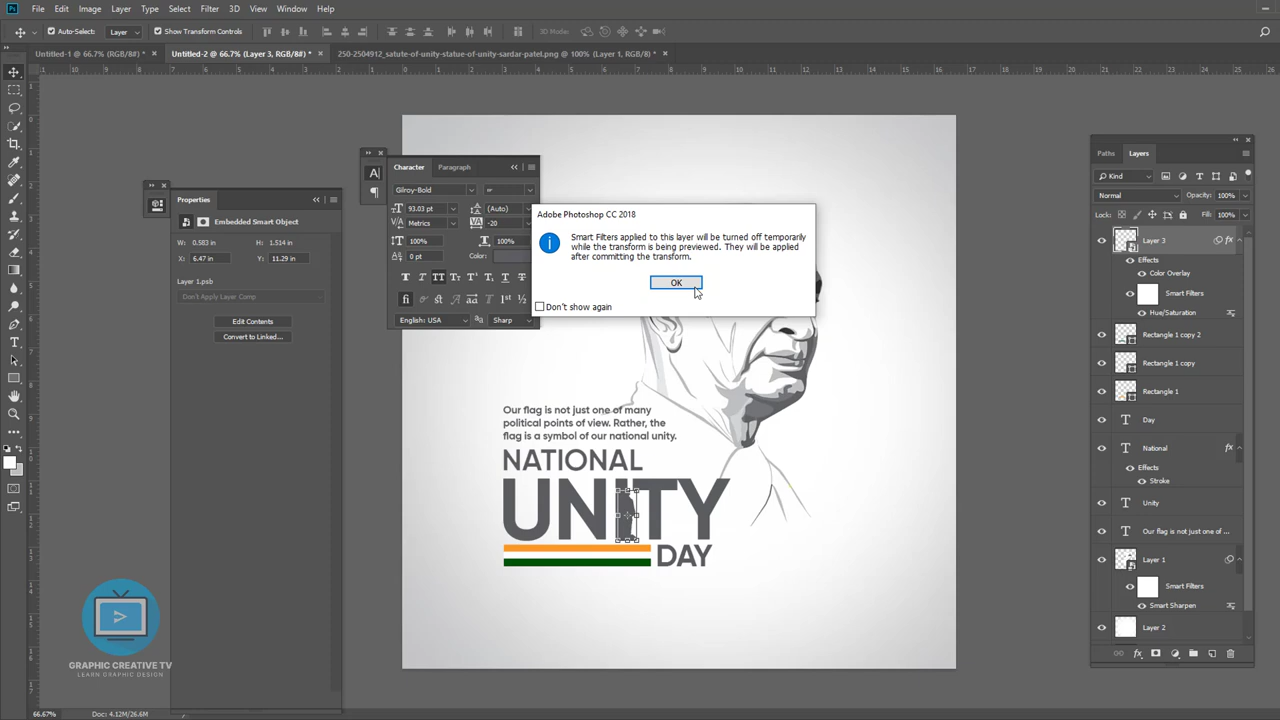 Ps File Edit Image Layer Type Select Filter 3D View Window Help
Auto-Select: Layer Show Transform Controls 3D Mode:
Untitled-1 @ 66.7% (RGB/8#) * × Untitled-2 @ 66.7% (Layer 3, RGB/8#) * × 250-2504912_satute-of-unity-statue-of-unity-sardar-patel.png @ 100% (Layer 1, RGB/8*) * ×
Properties
Embedded Smart Object
W: 0.583 in H: 1.514 in
X: 6.47 in Y: 11.29 in
Layer 1.psb
Don't Apply Layer Comp
Edit Contents
Convert to Linked...
Character Paragraph
Gilroy-Bold
93.03 pt (Auto)
Metrics -20
100% 100%
0 pt Color:
English: USA Sharp
Adobe Photoshop CC 2018
Smart Filters applied to this layer will be turned off temporarily
while the transform is being previewed. They will be applied
after committing the transform.
OK
Don't show again
Our flag is not just one of many
political points of view. Rather, the
flag is a symbol of our national unity.
NATIONAL
UNITY
DAY
GRAPHIC CREATIVE TV
LEARN GRAPHIC DESIGN
Paths Layers
Kind
Normal Opacity: 100%
Lock: Fill: 100%
Layer 3
Effects
Color Overlay
Smart Filters
Hue/Saturation
Rectangle 1 copy 2
Rectangle 1 copy
Rectangle 1
Day
National fx
Effects
Stroke
Unity
Our flag is not just one of ...
Layer 1
Smart Filters
Smart Sharpen
Layer 2
66.67% Doc: 4.12M/26.6M